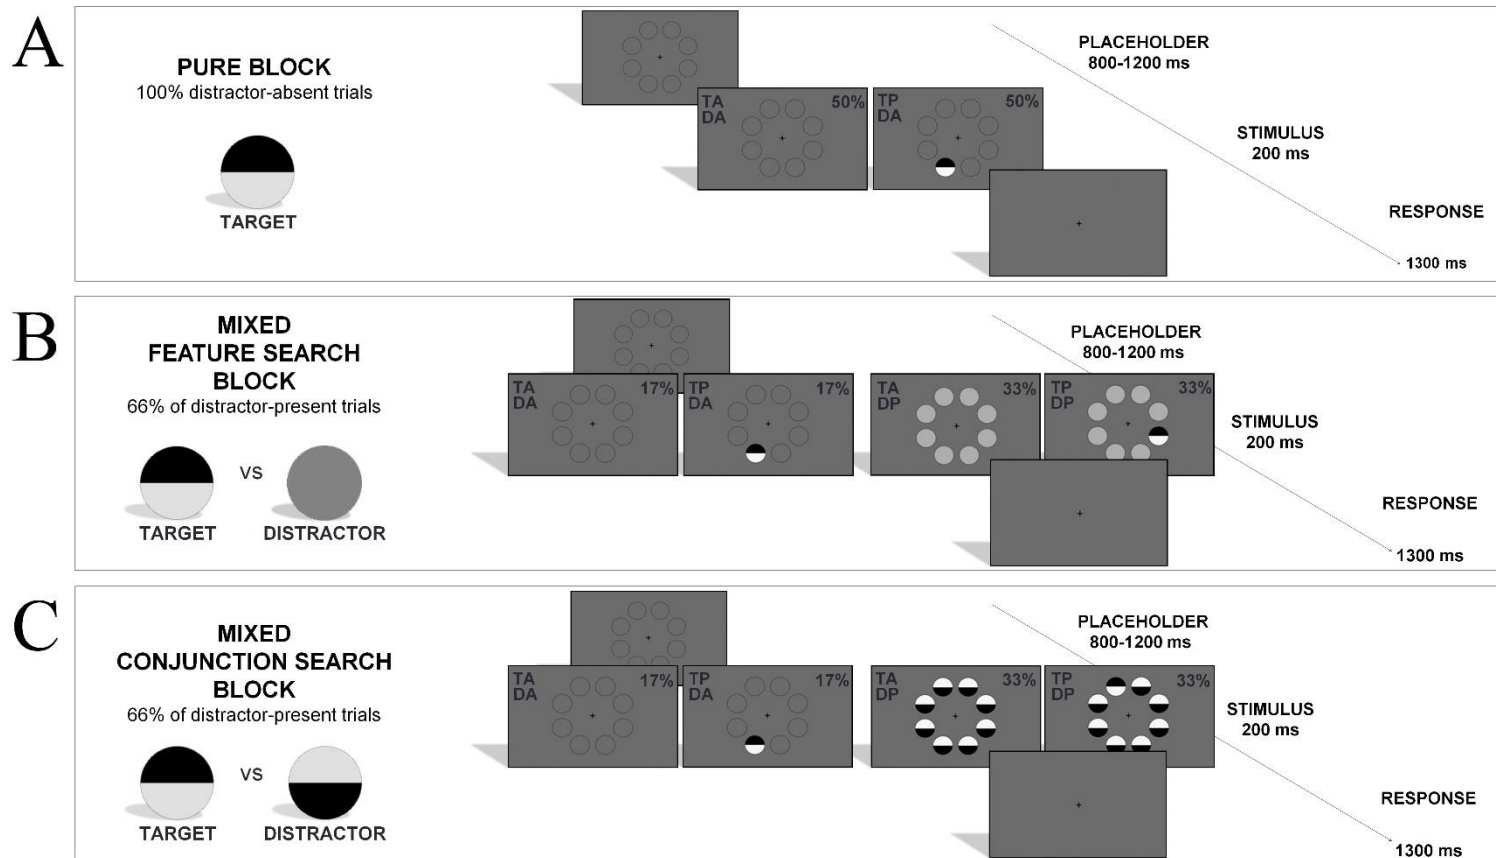 A
PURE BLOCK
100% distractor-absent trials
TARGET
TA
DA
50%
TP
DA
50%
PLACEHOLDER
800-1200 ms
STIMULUS
200 ms
RESPONSE
1300 ms
B
MIXED
FEATURE SEARCH
BLOCK
66% of distractor-present trials
TARGET
VS
DISTRACTOR
TA
DA
17%
TP
DA
17%
TA
DP
33%
TP
DP
33%
PLACEHOLDER
800-1200 ms
STIMULUS
200 ms
RESPONSE
1300 ms
C
MIXED
CONJUNCTION SEARCH
BLOCK
66% of distractor-present trials
TARGET
VS
DISTRACTOR
TA
DA
17%
TP
DA
17%
TA
DP
33%
TP
DP
33%
PLACEHOLDER
800-1200 ms
STIMULUS
200 ms
RESPONSE
1300 ms